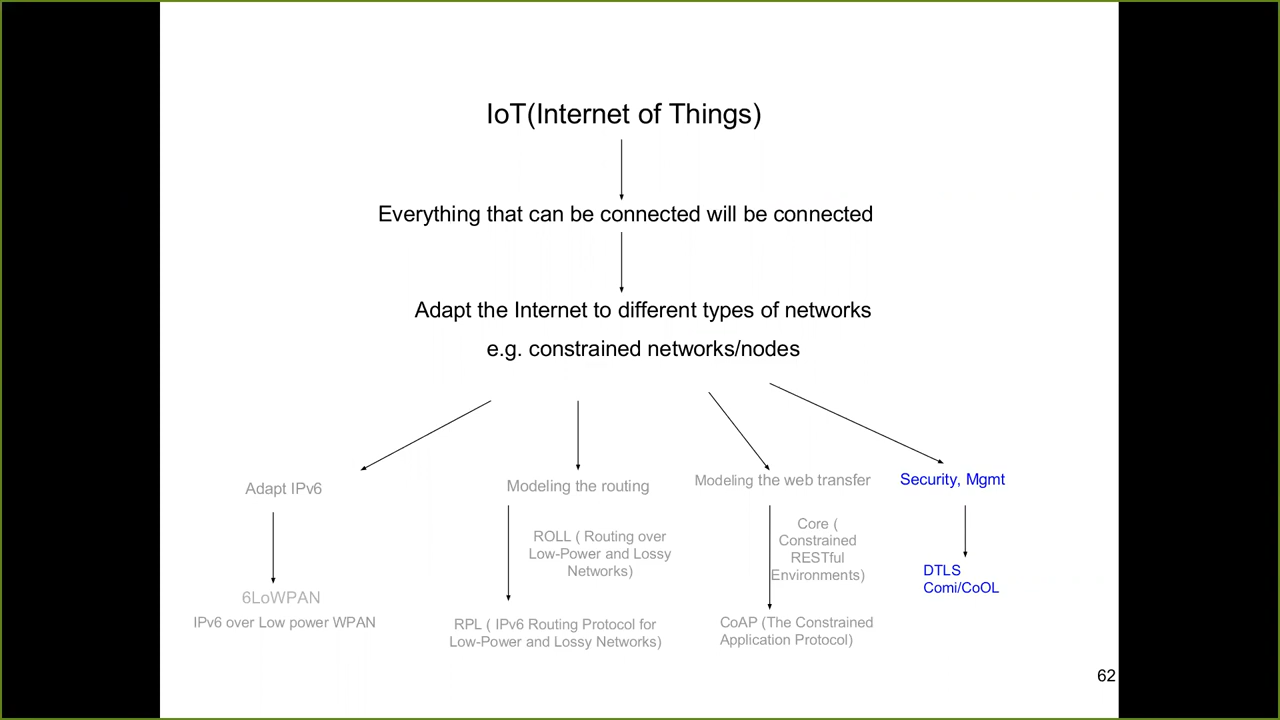 IoT(Internet of Things)
Everything that can be connected will be connected
Adapt the Internet to different types of networks
e.g. constrained networks/nodes
Adapt IPv6
6LoWPAN
IPv6 over Low power WPAN
Modeling the routing
ROLL ( Routing over
Low-Power and Lossy
Networks)
RPL ( IPv6 Routing Protocol for
Low-Power and Lossy Networks)
Modeling the web transfer
Core (
Constrained
RESTful
Environments)
CoAP (The Constrained
Application Protocol)
Security, Mgmt
DTLS
Comi/CoOL
62